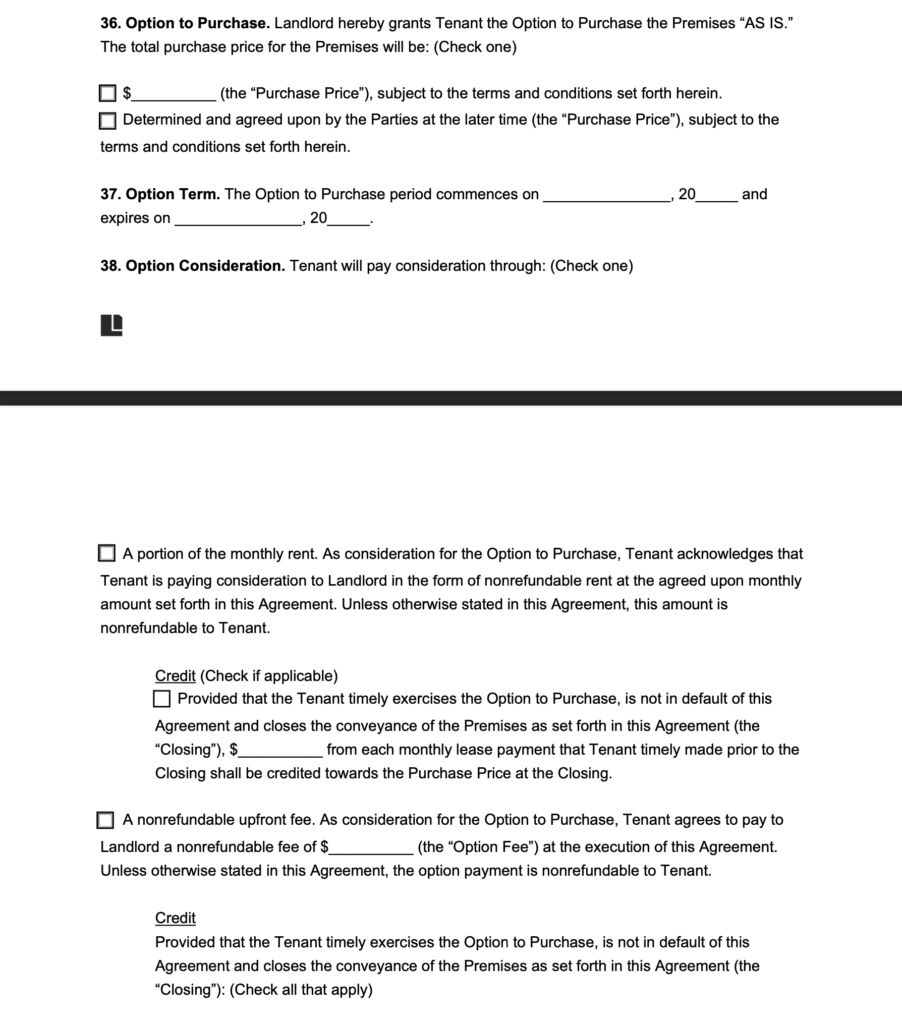 36. Option to Purchase. Landlord hereby grants Tenant the Option to Purchase the Premises “AS IS.”
The total purchase price for the Premises will be: (Check one)
☐ $__________ (the “Purchase Price”), subject to the terms and conditions set forth herein.
☐ Determined and agreed upon by the Parties at the later time (the “Purchase Price”), subject to the
terms and conditions set forth herein.
37. Option Term. The Option to Purchase period commences on _______________, 20_____ and
expires on _______________, 20_____.
38. Option Consideration. Tenant will pay consideration through: (Check one)
☐ A portion of the monthly rent. As consideration for the Option to Purchase, Tenant acknowledges that
Tenant is paying consideration to Landlord in the form of nonrefundable rent at the agreed upon monthly
amount set forth in this Agreement. Unless otherwise stated in this Agreement, this amount is
nonrefundable to Tenant.
Credit (Check if applicable)
☐ Provided that the Tenant timely exercises the Option to Purchase, is not in default of this
Agreement and closes the conveyance of the Premises as set forth in this Agreement (the
“Closing”), $__________ from each monthly lease payment that Tenant timely made prior to the
Closing shall be credited towards the Purchase Price at the Closing.
☐ A nonrefundable upfront fee. As consideration for the Option to Purchase, Tenant agrees to pay to
Landlord a nonrefundable fee of $__________ (the “Option Fee”) at the execution of this Agreement.
Unless otherwise stated in this Agreement, the option payment is nonrefundable to Tenant.
Credit
Provided that the Tenant timely exercises the Option to Purchase, is not in default of this
Agreement and closes the conveyance of the Premises as set forth in this Agreement (the
“Closing”): (Check all that apply)